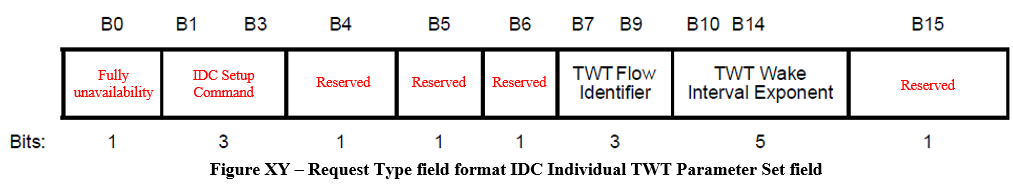 B0 B1 B3 B4 B5 B6 B7 B9 B10 B14 B15
Fully unavailability
IDC Setup Command
Reserved
Reserved
Reserved
TWT Flow Identifier
TWT Wake Interval Exponent
Reserved
Bits: 1 3 1 1 1 3 5 1
Figure XY – Request Type field format IDC Individual TWT Parameter Set field